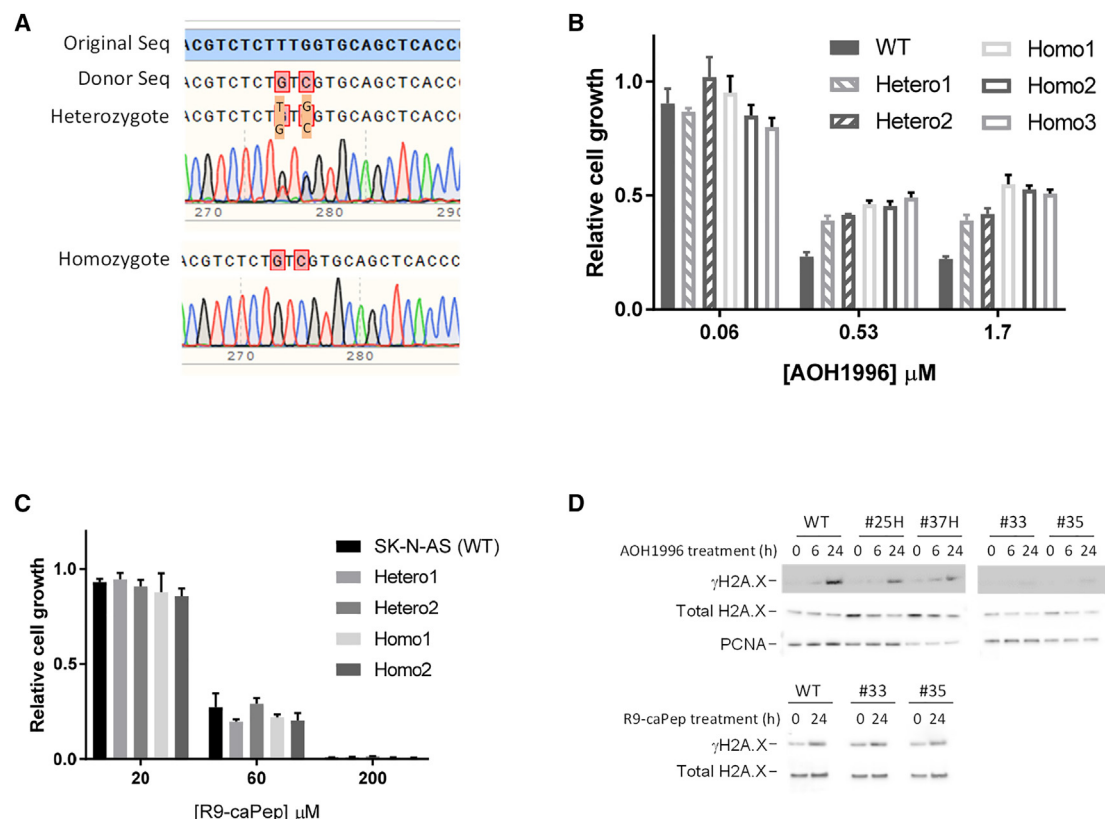 A
Original Seq
ACGTCTCTTTGGTGCAGCTCACC
Donor Seq
ACGTCTCTGTCGTGCAGCTCACC
Heterozygote
ACGTCTCT GT GTGCAGCTCACC
T G
G C
270 280 290
Homozygote
ACGTCTCTGTCGTGCAGCTCACCC
270 280
B
Relative cell growth
1.0
0.5
0.0
WT
Hetero1
Hetero2
Homo1
Homo2
Homo3
0.06 0.53 1.7
[AOH1996] μM
C
Relative cell growth
1.0
0.5
0.0
SK-N-AS (WT)
Hetero1
Hetero2
Homo1
Homo2
20 60 200
[R9-caPep] μM
D
WT #25H #37H #33 #35
AOH1996 treatment (h) 0 6 24 0 6 24 0 6 24 0 6 24 0 6 24
γH2A.X
Total H2A.X
PCNA
WT #33 #35
R9-caPep treatment (h) 0 24 0 24 0 24
γH2A.X
Total H2A.X